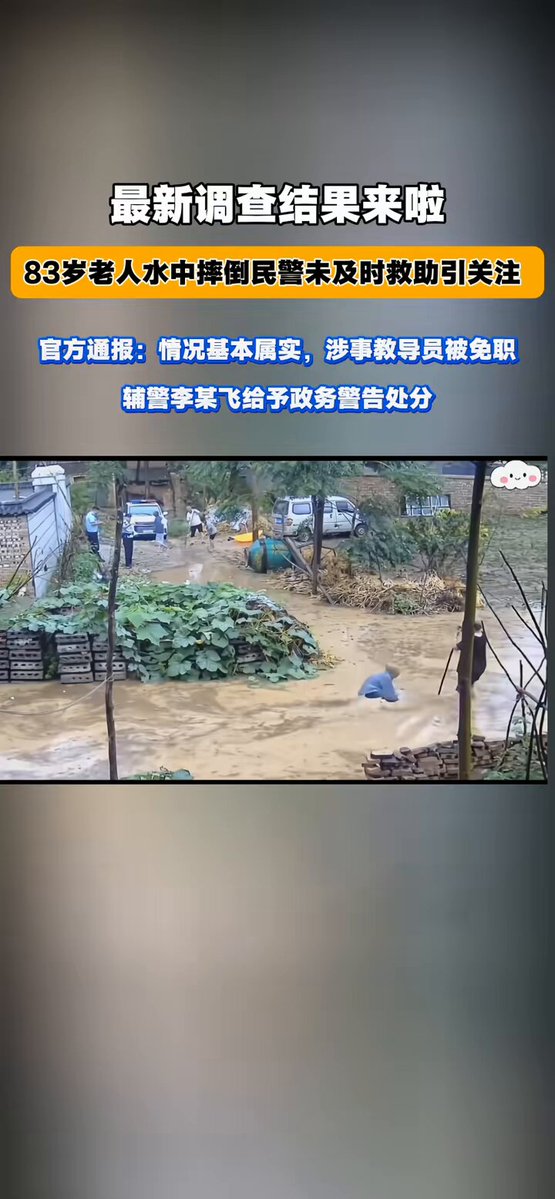 最新调查结果来啦
83岁老人水中摔倒民警未及时救助引关注
官方通报：情况基本属实，涉事教导员被免职
辅警李某飞给予政务警告处分